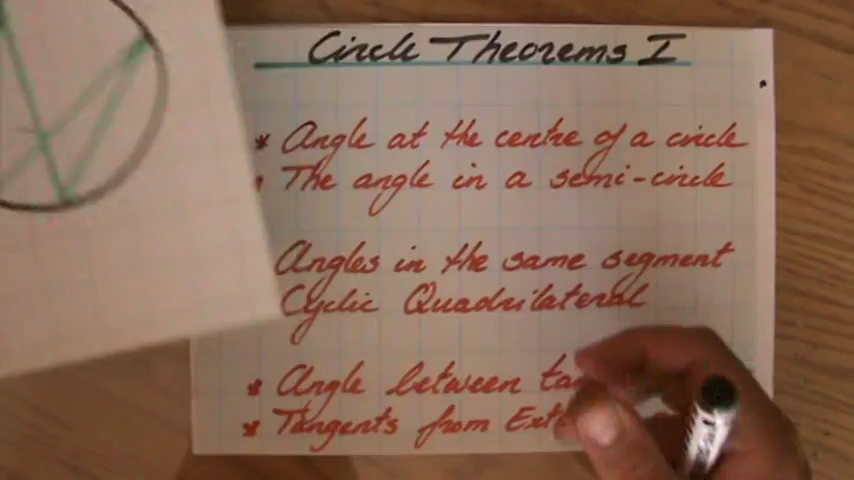 Circle Theorems I
* Angle at the centre of a circle
* The angle in a semi-circle
Angles in the same segment
Cyclic Quadrilateral
* Angle between
* Tangents from